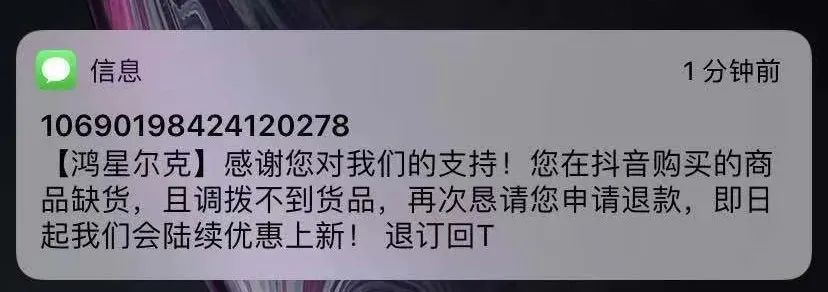 信息
1分钟前
10690198424120278
【鸿星尔克】感谢您对我们的支持！您在抖音购买的商
品缺货，且调拨不到货品，再次恳请您申请退款，即日
起我们会陆续优惠上新！ 退订回T